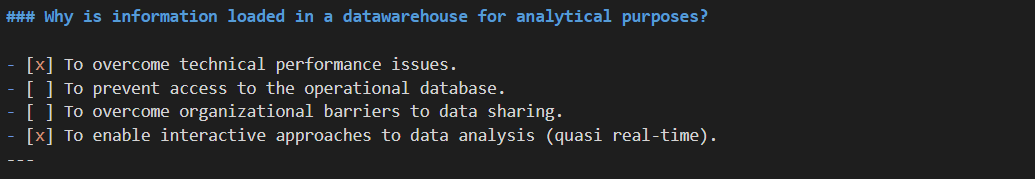 ### Why is information loaded in a datawarehouse for analytical purposes?
- [x] To overcome technical performance issues.
- [ ] To prevent access to the operational database.
- [ ] To overcome organizational barriers to data sharing.
- [x] To enable interactive approaches to data analysis (quasi real-time).
---